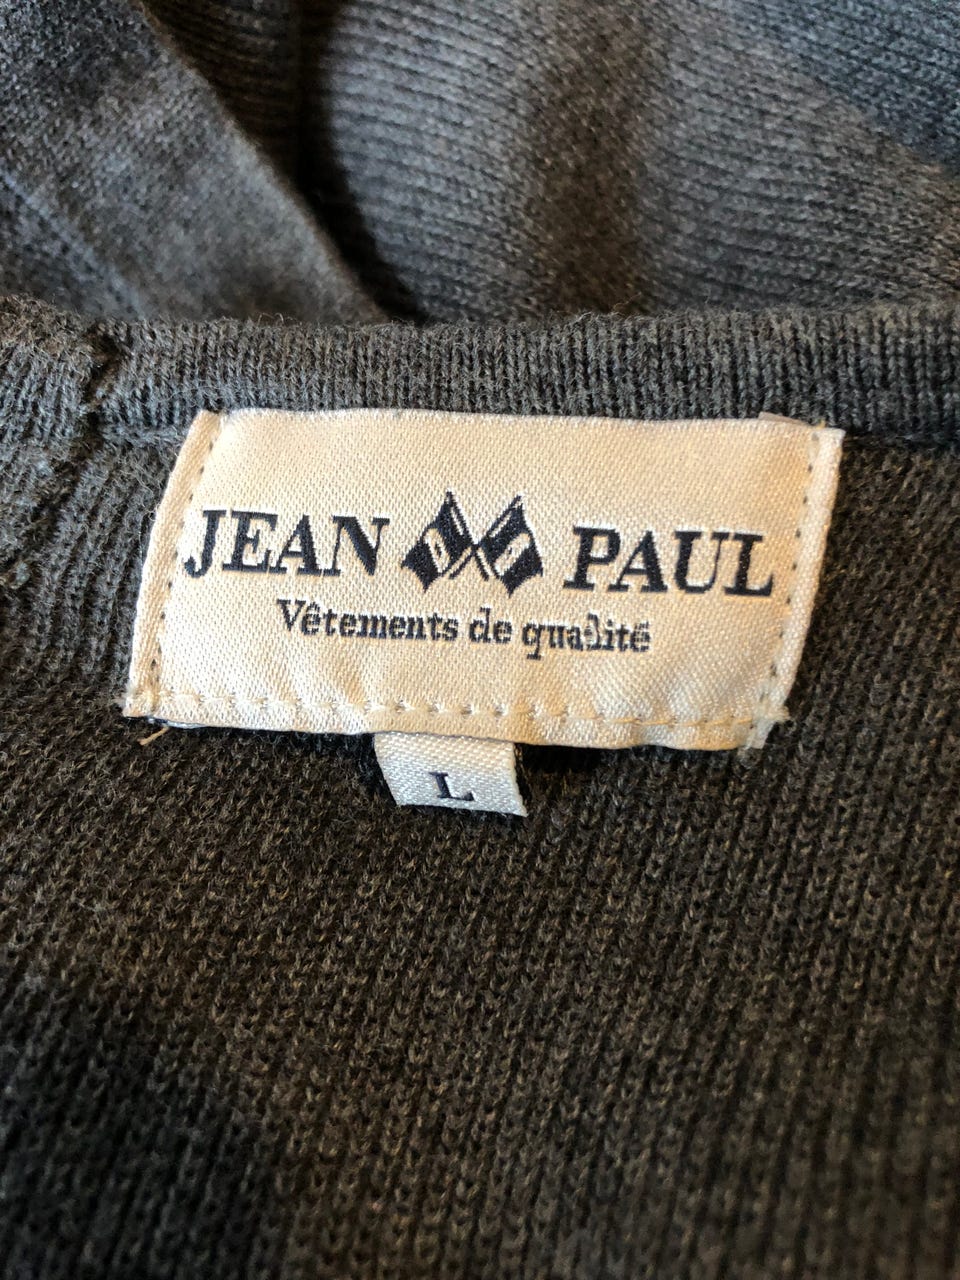 JEAN PAUL
Vêtements de qualité
L